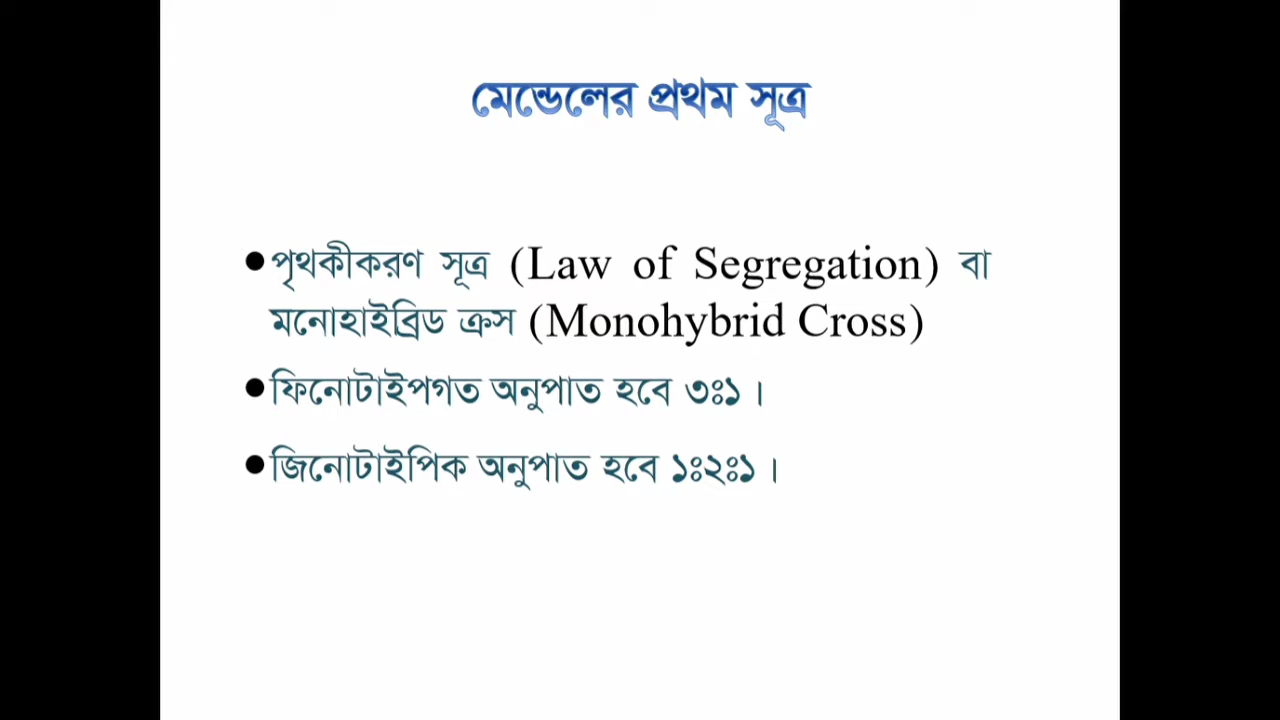 মেন্ডেলের প্রথম সূত্র
●পৃথকীকরণ সূত্র (Law of Segregation) বা
মনোহাইব্রিড ক্রস (Monohybrid Cross)
●ফিনোটাইপগত অনুপাত হবে ৩ঃ১।
●জিনোটাইপিক অনুপাত হবে ১ঃ২ঃ১।